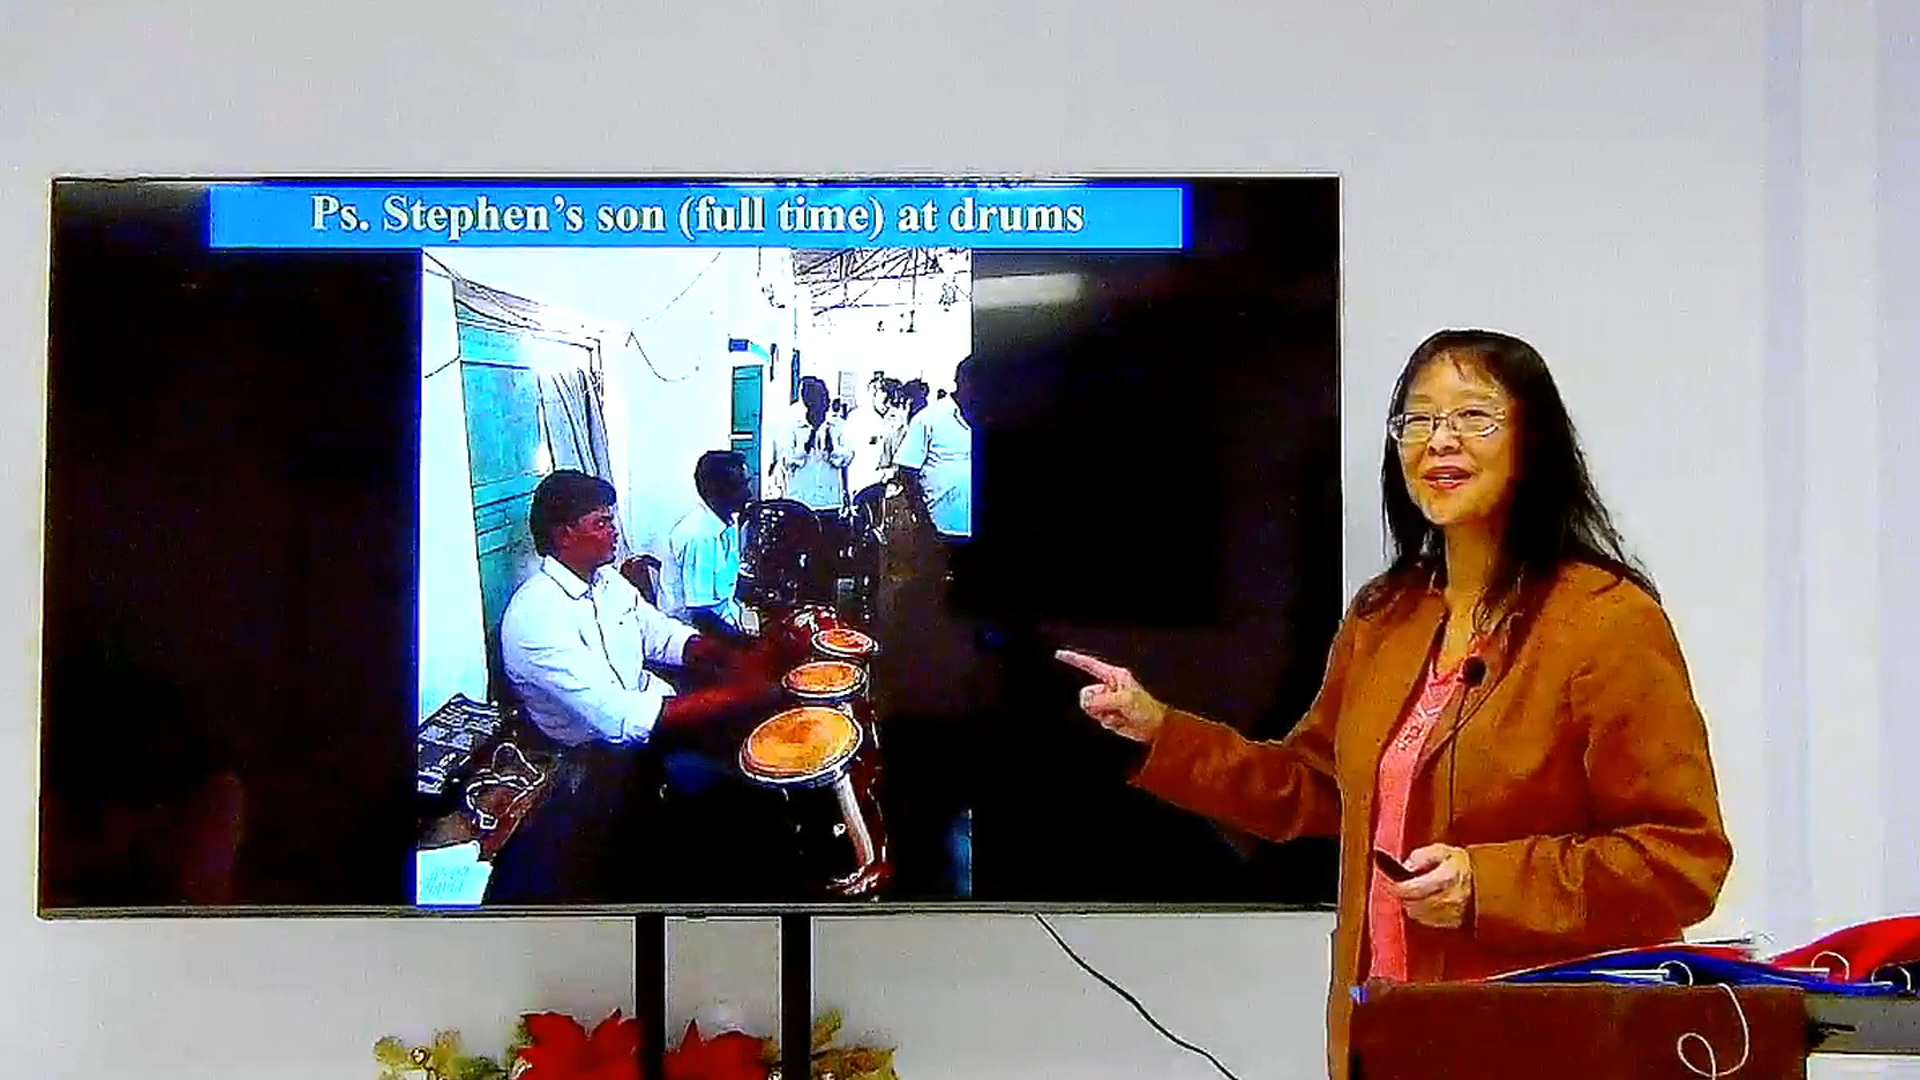 Ps. Stephen’s son (full time) at drums